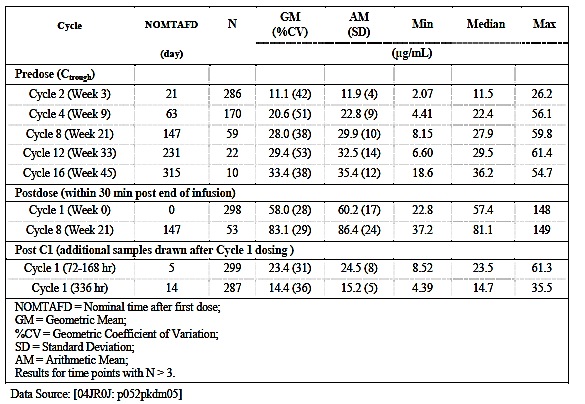 Cycle NOMTAFD N GM AM Min Median Max
(%CV) (SD)
(day) (μg/mL)
Predose (Ctrough)
Cycle 2 (Week 3) 21 286 11.1 (42) 11.9 (4) 2.07 11.5 26.2
Cycle 4 (Week 9) 63 170 20.6 (51) 22.8 (9) 4.41 22.4 56.1
Cycle 8 (Week 21) 147 59 28.0 (38) 29.9 (10) 8.15 27.9 59.8
Cycle 12 (Week 33) 231 22 29.4 (53) 32.5 (14) 6.60 29.5 61.4
Cycle 16 (Week 45) 315 10 33.4 (38) 35.4 (12) 18.6 36.2 54.7
Postdose (within 30 min post end of infusion)
Cycle 1 (Week 0) 0 298 58.0 (28) 60.2 (17) 22.8 57.4 148
Cycle 8 (Week 21) 147 53 83.1 (29) 86.4 (24) 37.2 81.1 149
Post C1 (additional samples drawn after Cycle 1 dosing )
Cycle 1 (72-168 hr) 5 299 23.4 (31) 24.5 (8) 8.52 23.5 61.3
Cycle 1 (336 hr) 14 287 14.4 (36) 15.2 (5) 4.39 14.7 35.5
NOMTAFD = Nominal time after first dose;
GM = Geometric Mean;
%CV = Geometric Coefficient of Variation;
SD = Standard Deviation;
AM = Arithmetic Mean;
Results for time points with N > 3.
Data Source: [04JR0J: p052pkdm05]